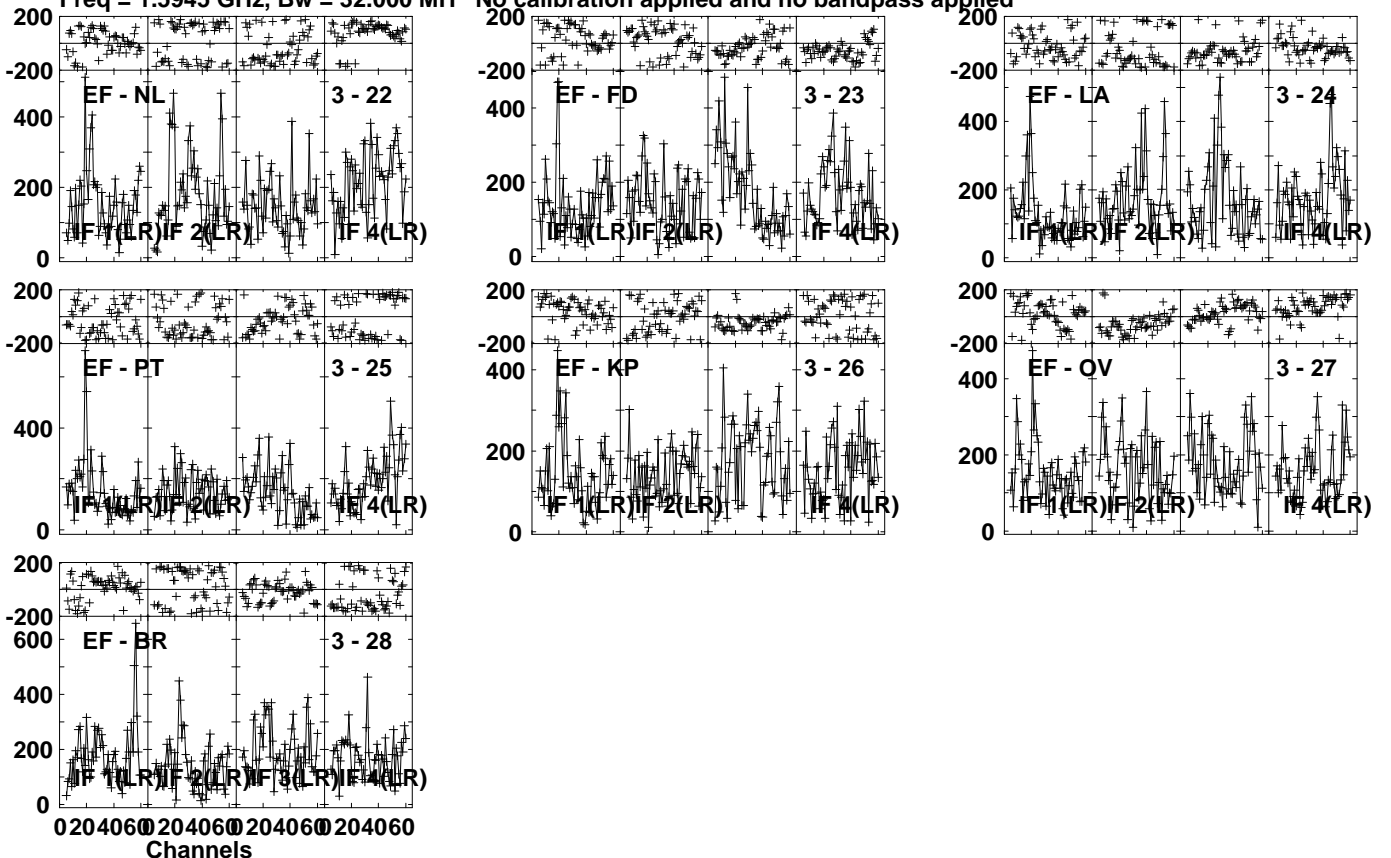 Freq = 1.5945 GHz, Bw = 32.000 MH No calibration applied and no bandpass applied
200
-200
EF - NL
3 - 22
400
200
0
IF 1(LR)
IF 2(LR)
IF 4(LR)
200
-200
EF - FD
3 - 23
400
200
0
IF 1(LR)
IF 2(LR)
IF 4(LR)
200
-200
EF - LA
3 - 24
400
200
0
IF 1(LR)
IF 2(LR)
IF 4(LR)
200
-200
EF - PT
3 - 25
400
0
IF 1(LR)
IF 2(LR)
IF 4(LR)
200
-200
EF - KP
3 - 26
400
200
0
IF 1(LR)
IF 2(LR)
IF 4(LR)
200
-200
EF - OV
3 - 27
400
200
0
IF 1(LR)
IF 2(LR)
IF 4(LR)
200
-200
EF - BR
3 - 28
600
400
200
0
IF 1(LR)
IF 2(LR)
IF 3(LR)
IF 4(LR)
0 20 40 60 0 20 40 60 0 20 40 60 0 20 40 60
Channels